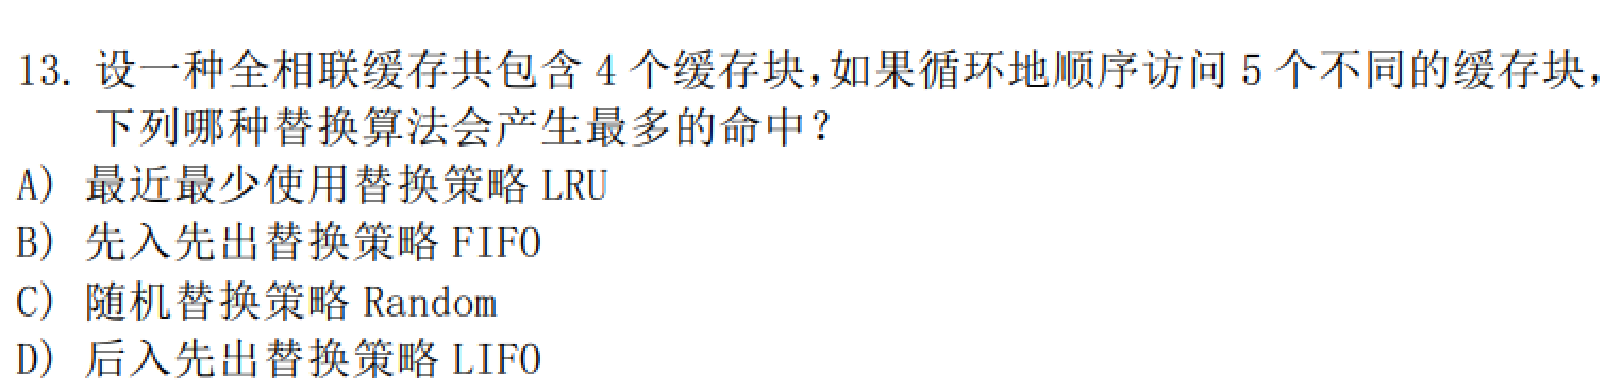 13. 设一种全相联缓存共包含 4 个缓存块,如果循环地顺序访问 5 个不同的缓存块,
下列哪种替换算法会产生最多的命中?
A) 最近最少使用替换策略 LRU
B) 先入先出替换策略 FIFO
C) 随机替换策略 Random
D) 后入先出替换策略 LIFO